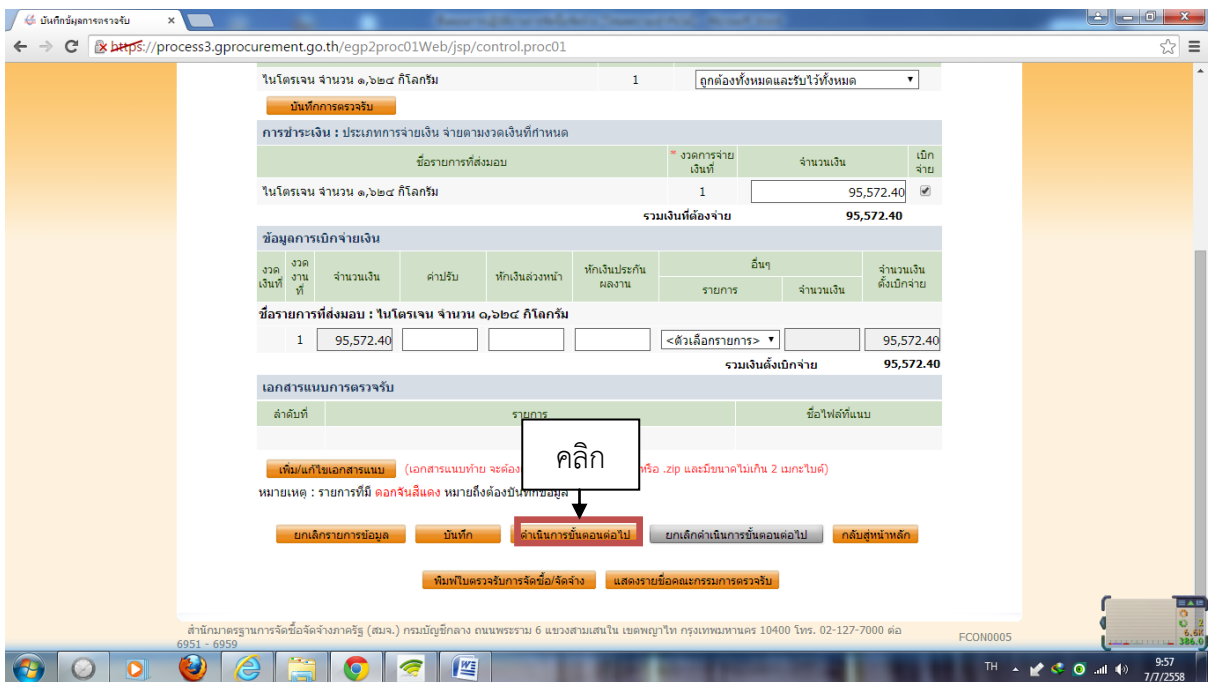 บันทึกข้อมูลการตรวจรับ
https://process3.gprocurement.go.th/egp2proc01Web/jsp/control.proc01
ไนโตรเจน จำนวน ๑,๖๒๔ กิโลกรัม 1 ถูกต้องทั้งหมดและรับไว้ทั้งหมด
บันทึกการตรวจรับ
การชำระเงิน : ประเภทการจ่ายเงิน จ่ายตามงวดเงินที่กำหนด
ชื่อรายการที่ส่งมอบ * งวดการจ่ายเงินที่ จำนวนเงิน เบิกจ่าย
ไนโตรเจน จำนวน ๑,๖๒๔ กิโลกรัม 1 95,572.40
รวมเงินที่ต้องจ่าย 95,572.40
ข้อมูลการเบิกจ่ายเงิน
งวดเงินที่ งวดงานที่ จำนวนเงิน ค่าปรับ หักเงินล่วงหน้า หักเงินประกันผลงาน อื่นๆ จำนวนเงินตั้งเบิกจ่าย
รายการ จำนวนเงิน
ชื่อรายการที่ส่งมอบ : ไนโตรเจน จำนวน ๑,๖๒๔ กิโลกรัม
1 95,572.40 <ตัวเลือกรายการ> 95,572.40
รวมเงินตั้งเบิกจ่าย 95,572.40
เอกสารแนบการตรวจรับ
ลำดับที่ รายการ ชื่อไฟล์ที่แนบ
คลิก
เพิ่ม/แก้ไขเอกสารแนบ (เอกสารแนบท้าย จะต้อง หรือ .zip และมีขนาดไม่เกิน 2 เมกะไบต์)
หมายเหตุ : รายการที่มี ดอกจันสีแดง หมายถึงต้องบันทึกข้อมูล
ยกเลิกรายการข้อมูล บันทึก ดำเนินการขั้นตอนต่อไป ยกเลิกดำเนินการขั้นตอนต่อไป กลับสู่หน้าหลัก
พิมพ์ใบตรวจรับการจัดซื้อ/จัดจ้าง แสดงรายชื่อคณะกรรมการตรวจรับ
สำนักมาตรฐานการจัดซื้อจัดจ้างภาครัฐ (สมจ.) กรมบัญชีกลาง ถนนพระราม 6 แขวงสามเสนใน เขตพญาไท กรุงเทพมหานคร 10400 โทร. 02-127-7000 ต่อ
6951 - 6959 FCON0005
6.6K
386.0
TH 9:57
7/7/2558